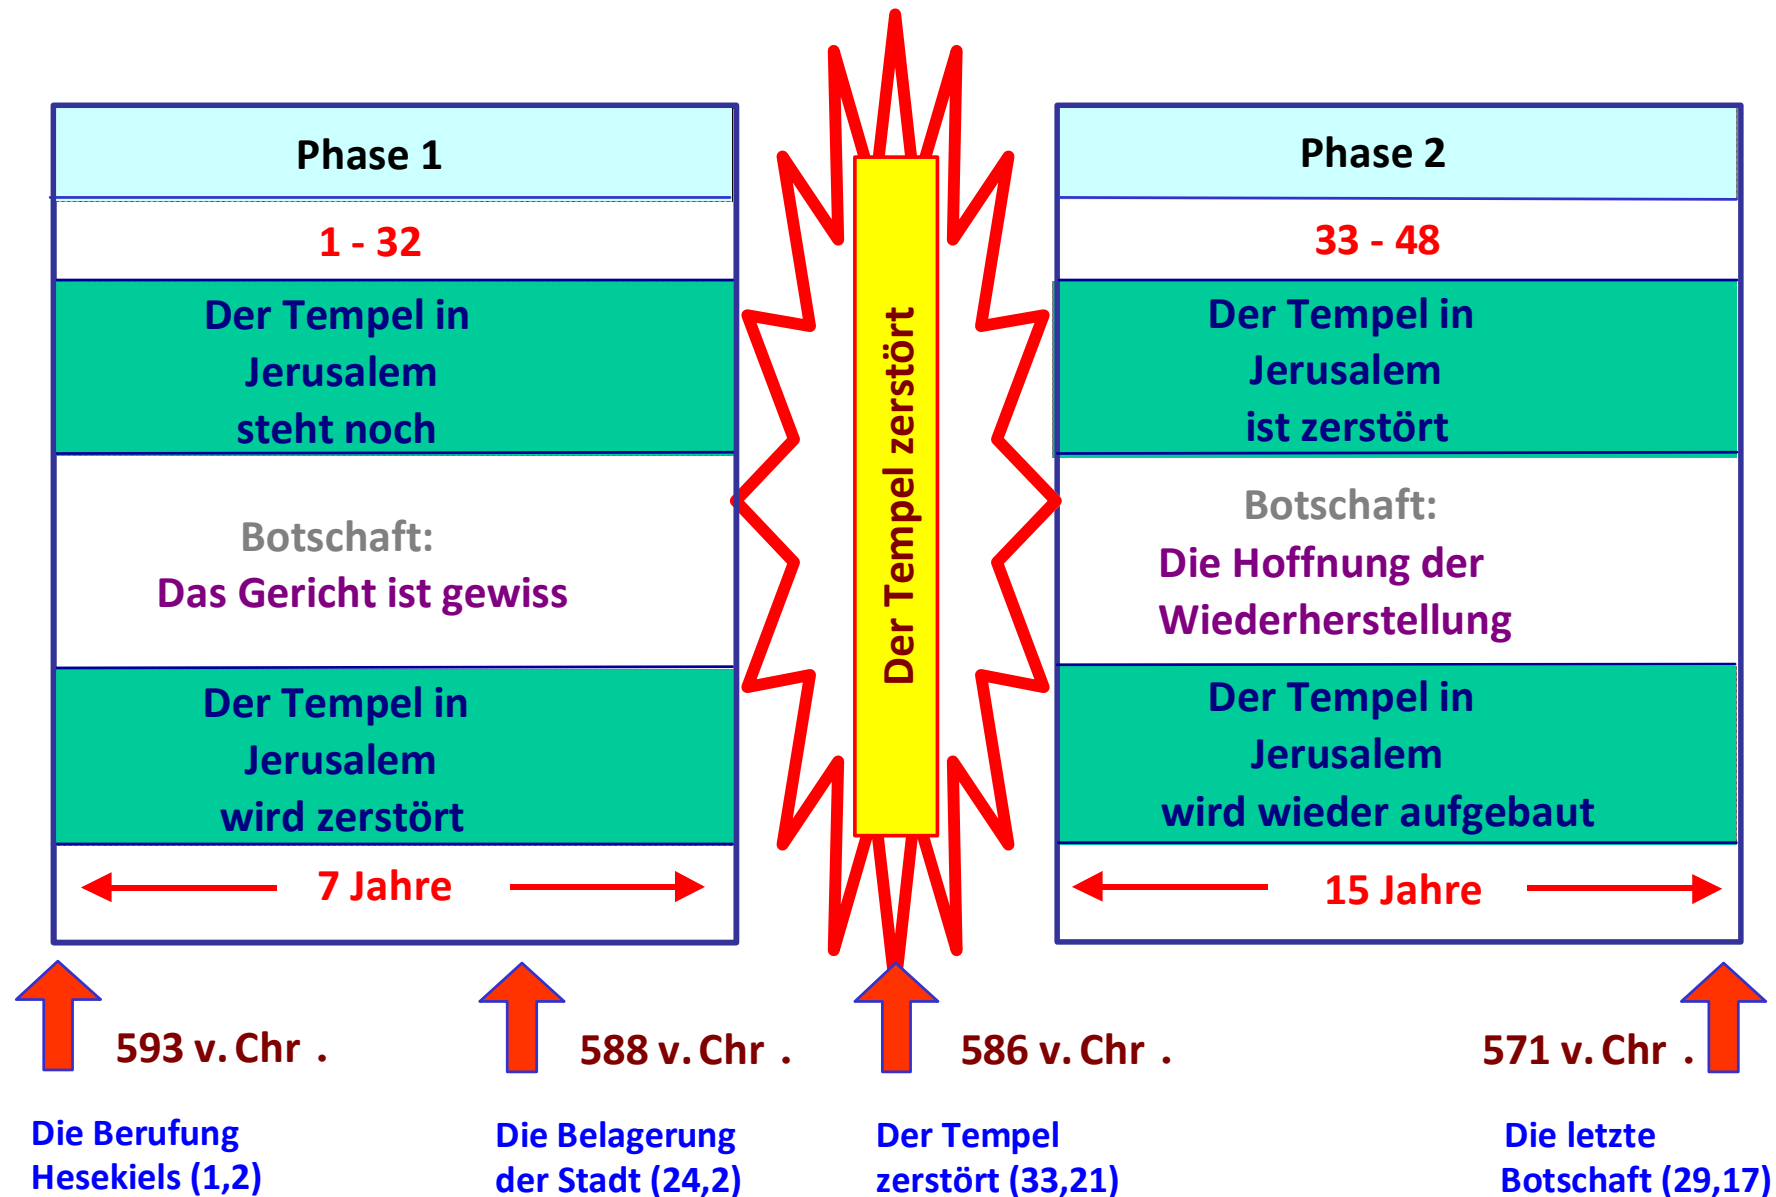 Phase 1
1 - 32
Der Tempel in
Jerusalem
steht noch
Botschaft:
Das Gericht ist gewiss
Der Tempel in
Jerusalem
wird zerstört
7 Jahre
Der Tempel zerstört
Phase 2
33 - 48
Der Tempel in
Jerusalem
ist zerstört
Botschaft:
Die Hoffnung der
Wiederherstellung
Der Tempel in
Jerusalem
wird wieder aufgebaut
15 Jahre
593 v. Chr .
588 v. Chr .
586 v. Chr .
571 v. Chr .
Die Berufung
Hesekiels (1,2)
Die Belagerung
der Stadt (24,2)
Der Tempel
zerstört (33,21)
Die letzte
Botschaft (29,17)